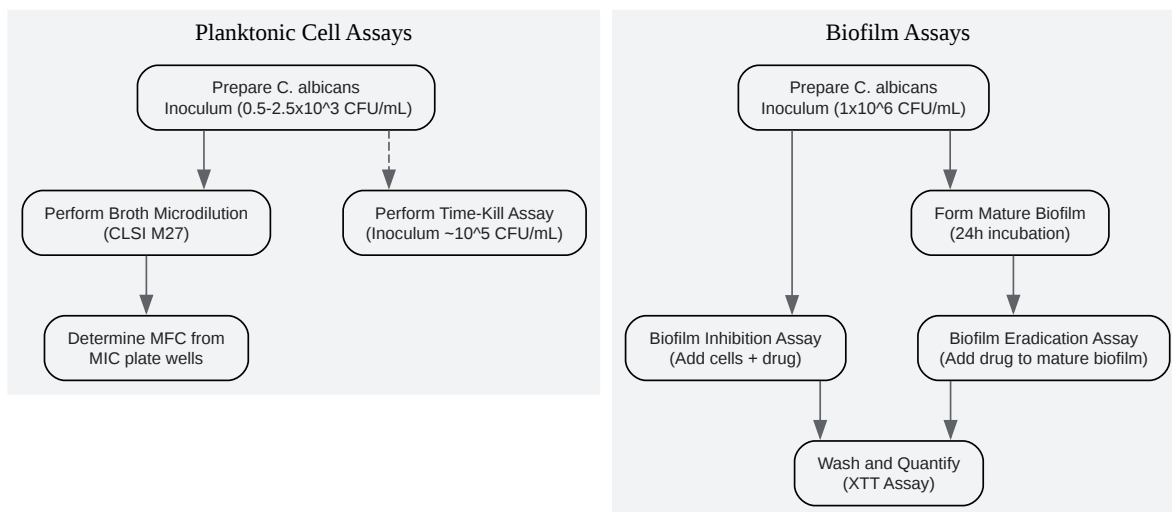 Planktonic Cell Assays
Prepare C. albicans
Inoculum (0.5-2.5x10^3 CFU/mL)
Perform Broth Microdilution
(CLSI M27)
Perform Time-Kill Assay
(Inoculum ~10^5 CFU/mL)
Determine MFC from
MIC plate wells
Biofilm Assays
Prepare C. albicans
Inoculum (1x10^6 CFU/mL)
Form Mature Biofilm
(24h incubation)
Biofilm Inhibition Assay
(Add cells + drug)
Biofilm Eradication Assay
(Add drug to mature biofilm)
Wash and Quantify
(XTT Assay)